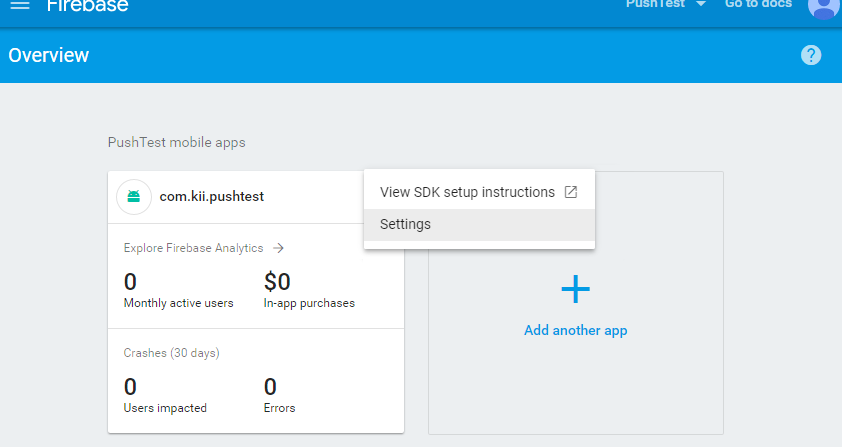 Firebase
PushTest
Go to docs
Overview
?
PushTest mobile apps
com.kii.pushtest
View SDK setup instructions
Settings
Explore Firebase Analytics
0
$0
Monthly active users
In-app purchases
Add another app
Crashes (30 days)
0
0
Users impacted
Errors